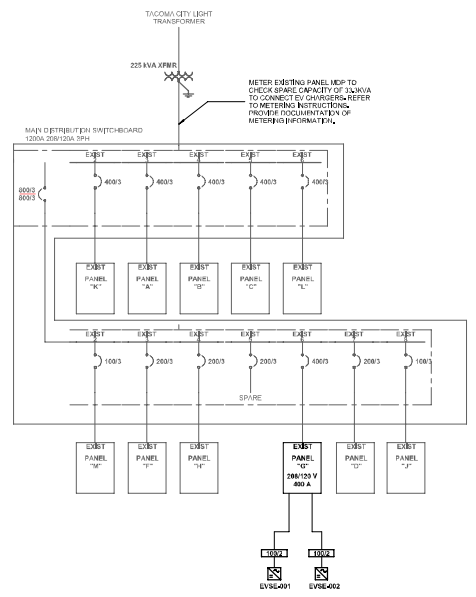 TACOMA CITY LIGHT
TRANSFORMER
225 kVA XFMR
METER EXISTING PANEL MDP TO
CHECK SPARE CAPACITY OF 33.3KVA
TO CONNECT EV CHARGERS. REFER
TO METERING INSTRUCTIONS.
PROVIDE DOCUMENTATION OF
METERING INFORMATION.
MAIN DISTRIBUTION SWITCHBOARD
1200A 208/120A 3PH
EXIST EXIST EXIST EXIST EXIST
400/3 400/3 400/3 400/3 400/3
800/3
800/3
EXIST EXIST EXIST EXIST EXIST
PANEL PANEL PANEL PANEL PANEL
"K" "A" "B" "C" "L"
EXIST EXIST EXIST EXIST EXIST EXIST EXIST
100/3 200/3 200/3 200/3 400/3 200/3 100/3
SPARE
EXIST EXIST EXIST EXIST EXIST EXIST
PANEL PANEL PANEL PANEL PANEL PANEL
"M" "F" "H" "G" "D" "J"
208/120 V
400 A
100/2 100/2
EVSE-001 EVSE-002